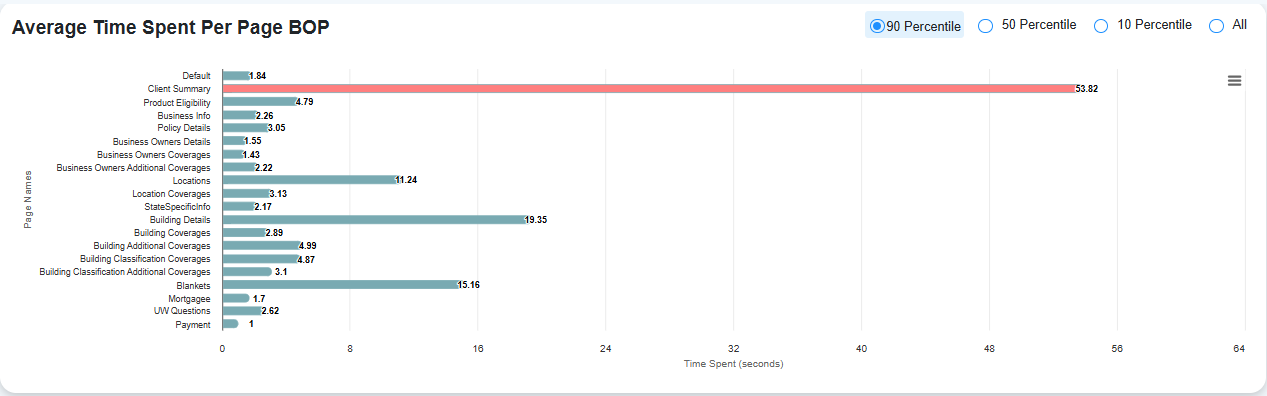 Average Time Spent Per Page BOP
90 Percentile
50 Percentile
10 Percentile
All
Page Names
Default 1.84
Client Summary 53.82
Product Eligibility 4.79
Business Info 2.26
Policy Details 3.05
Business Owners Details 1.55
Business Owners Coverages 1.43
Business Owners Additional Coverages 2.22
Locations 11.24
Location Coverages 3.13
StateSpecificInfo 2.17
Building Details 19.35
Building Coverages 2.89
Building Additional Coverages 4.99
Building Classification Coverages 4.87
Building Classification Additional Coverages 3.1
Blankets 15.16
Mortgagee 1.7
UW Questions 2.62
Payment 1
0 8 16 24 32 40 48 56 64
Time Spent (seconds)